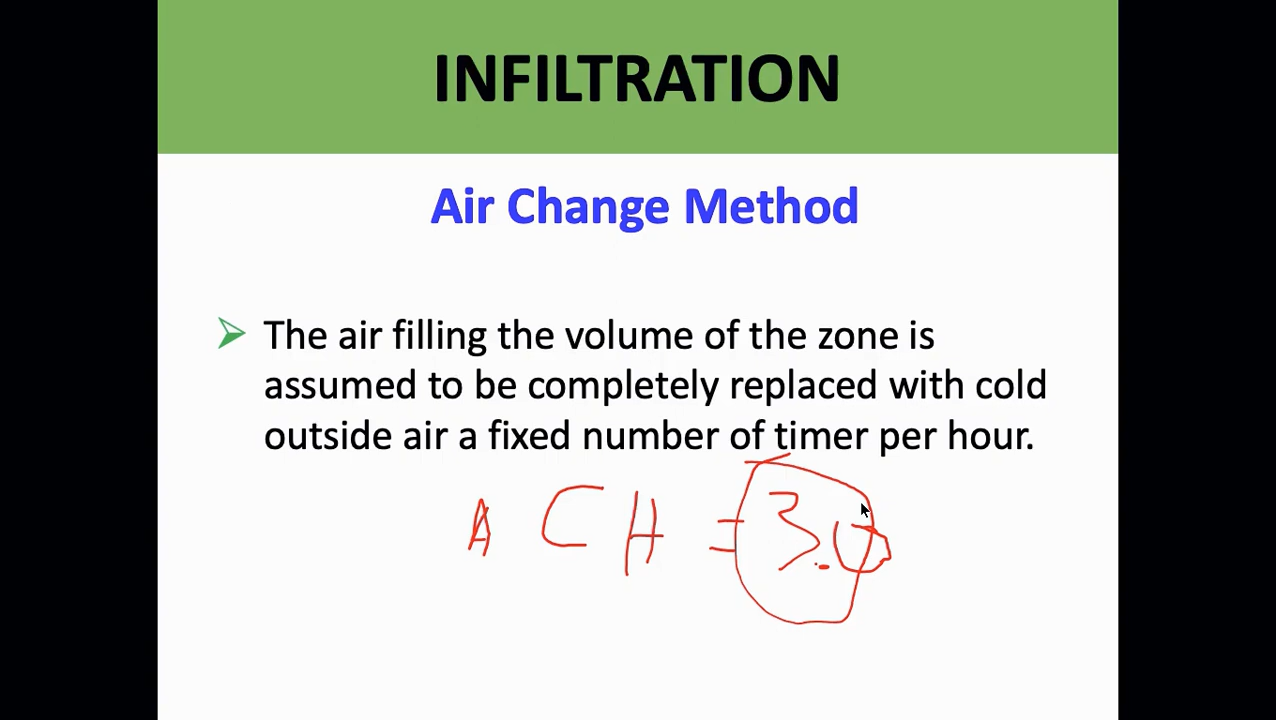 INFILTRATION
Air Change Method
The air filling the volume of the zone is
assumed to be completely replaced with cold
outside air a fixed number of timer per hour.
A C H = 3.0